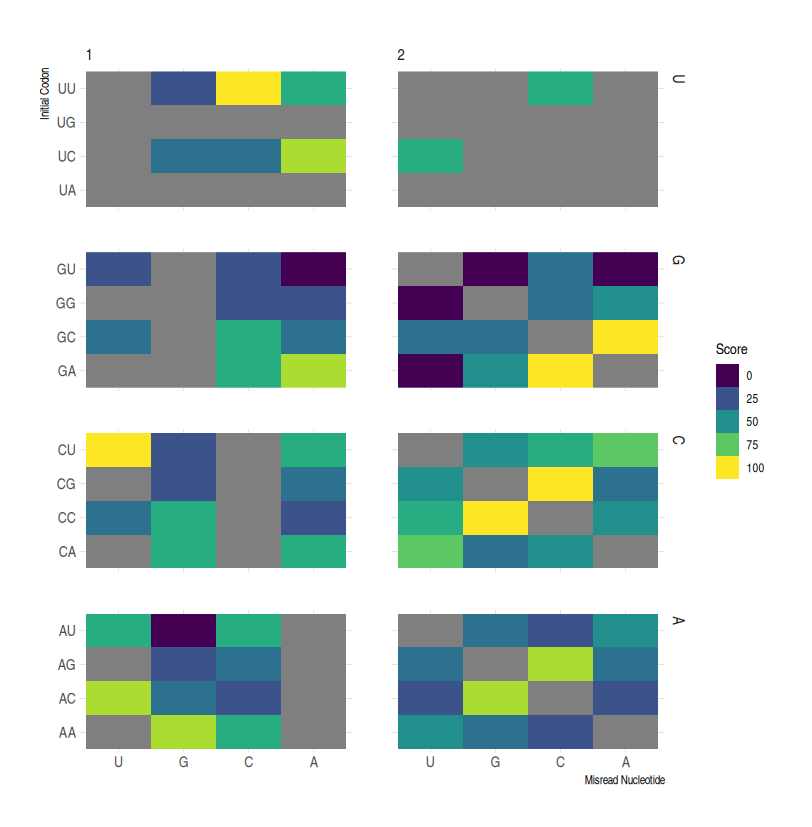 1
2
Initial Codon
UU
UG
UC
UA
U
GU
GG
GC
GA
G
CU
CG
CC
CA
C
AU
AG
AC
AA
A
U G C A
U G C A
Misread Nucleotide
Score
0
25
50
75
100